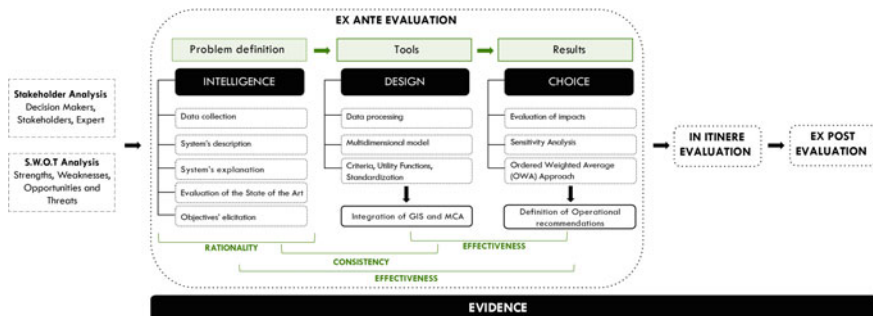 EX ANTE EVALUATION
Problem definition
Tools
Results
Stakeholder Analysis
Decision Makers,
Stakeholders, Expert
S.W.O.T Analysis
Strengths, Weaknesses,
Opportunities and
Threats
INTELLIGENCE
Data collection
System's description
System's explanation
Evaluation of the State of the Art
Objectives' elicitation
DESIGN
Data processing
Multidimensional model
Criteria, Utility Functions,
Standardization
Integration of GIS and MCA
CHOICE
Evaluation of impacts
Sensitivity Analysis
Ordered Weighted Average
(OWA) Approach
Definition of Operational
recommendations
IN ITINERE
EVALUATION
EX POST
EVALUATION
RATIONALITY
EFFECTIVENESS
CONSISTENCY
EFFECTIVENESS
EVIDENCE